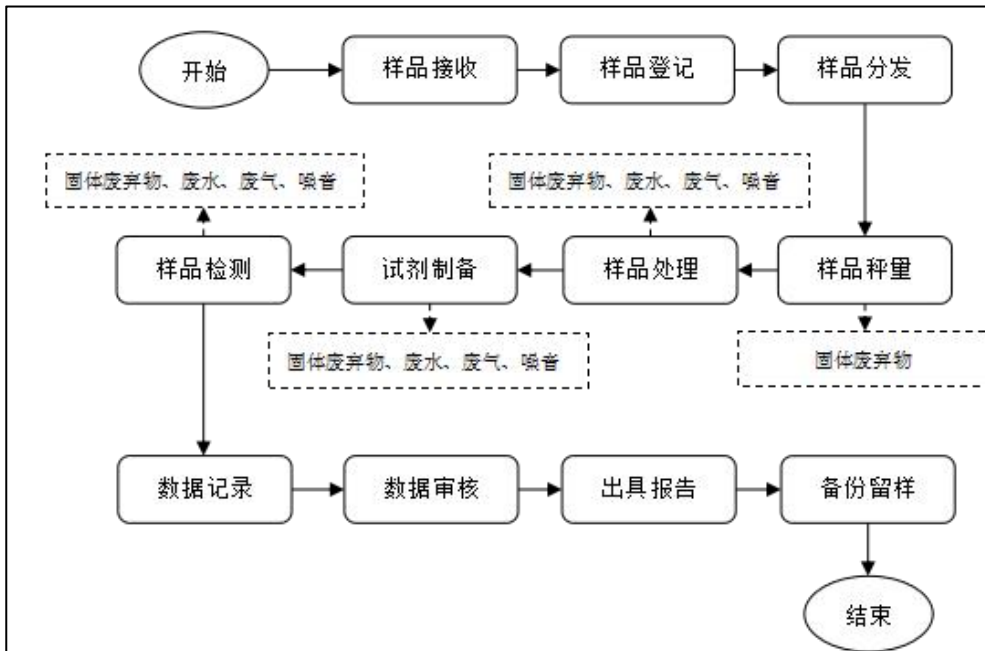 开始
样品接收
样品登记
样品分发
固体废弃物、废水、废气、噪音
固体废弃物、废水、废气、噪音
样品检测
试剂制备
样品处理
样品秤量
固体废弃物、废水、废气、噪音
固体废弃物
数据记录
数据审核
出具报告
备份留样
结束